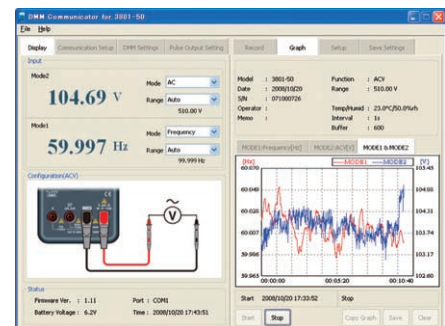 DMM Communicator for 3801-50
File Help
Display Communication Setup DMM Settings Pulse Output Setting
Input
Mode2
104.69 V
Mode AC
Range Auto
510.00 V
Mode1
59.997 Hz
Mode Frequency
Range Auto
99.999 Hz
Configuration(ACV)
V
Status
Firmware Ver. : 1.11 Port : COM1
Battery Voltage : 6.2V Time : 2008/10/20 17:43:51
Record Graph Setup Save Settings
Model : 3801-50 Function : ACV
Date : 2008/10/20 Range : 510.00 V
S/N : 071000726
Operator : Temp/Humid : 23.0°C/50.0%rh
Memo : Interval : 1s
Buffer : 600
MODE1:Frequency[Hz] MODE2:ACV[V] MODE1 & MODE2
[Hz] MODE1 MODE2 [V]
60.070 105.45
60.049
60.028 104.31
60.007 103.74
59.986 103.17
59.965 102.60
00:00:00 00:05:20 00:10:40
Start 2008/10/20 17:33:52 Stop
Start Stop Copy Graph Save Clear